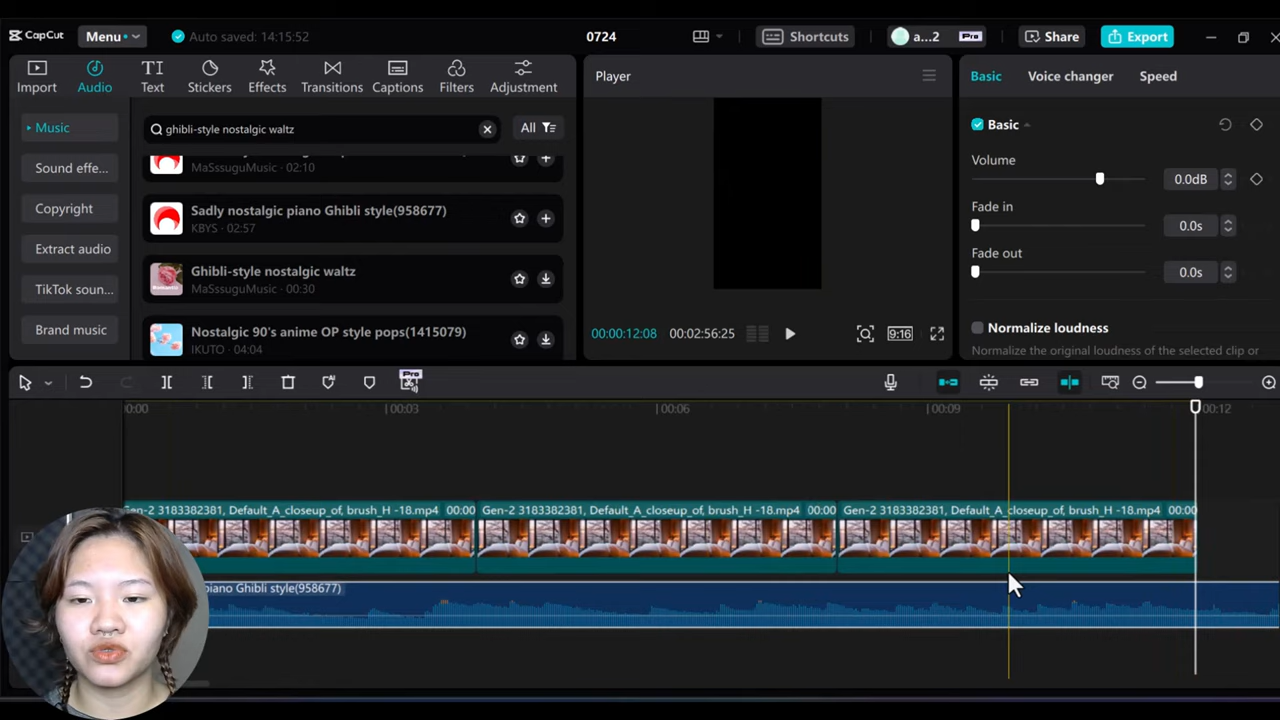 CapCut Menu Auto saved: 14:15:52 0724 Shortcuts a...2 Pro Share Export
Import Audio Text Stickers Effects Transitions Captions Filters Adjustment
Music
Sound effe...
Copyright
Extract audio
TikTok soun...
Brand music
ghibli-style nostalgic waltz All
MaSssuguMusic · 02:10
Sadly nostalgic piano Ghibli style(958677)
KBYS · 02:57
Ghibli-style nostalgic waltz
MaSssuguMusic · 00:30
Nostalgic 90's anime OP style pops(1415079)
IKUTO · 04:04
Player
00:00:12:08 00:02:56:25 9:16
Basic Voice changer Speed
Basic
Volume
0.0dB
Fade in
0.0s
Fade out
0.0s
Normalize loudness
Normalize the original loudness of the selected clip or
Pro
0:00 00:03 00:06 00:09 00:12
Gen-2 3183382381, Default_A_closeup_of, brush_H -18.mp4 00:00
Gen-2 3183382381, Default_A_closeup_of, brush_H -18.mp4 00:00
Gen-2 3183382381, Default_A_closeup_of, brush_H -18.mp4 00:00
piano Ghibli style(958677)